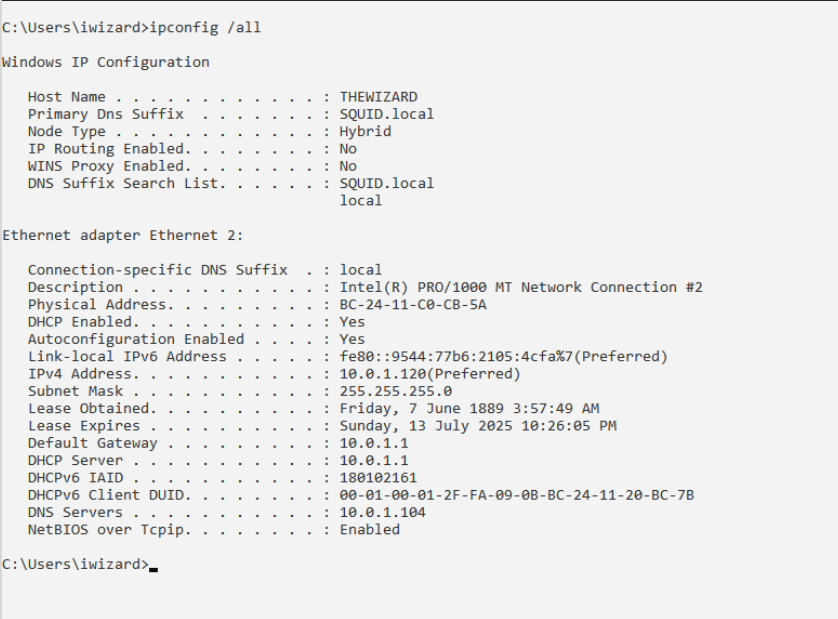 C:\Users\iwizard>ipconfig /all
Windows IP Configuration
Host Name . . . . . . . . . . . . : THEWIZARD
Primary Dns Suffix  . . . . . . . : SQUID.local
Node Type . . . . . . . . . . . . : Hybrid
IP Routing Enabled. . . . . . . . : No
WINS Proxy Enabled. . . . . . . . : No
DNS Suffix Search List. . . . . . : SQUID.local
local
Ethernet adapter Ethernet 2:
Connection-specific DNS Suffix  . : local
Description . . . . . . . . . . . : Intel(R) PRO/1000 MT Network Connection #2
Physical Address. . . . . . . . . : BC-24-11-C0-CB-5A
DHCP Enabled. . . . . . . . . . . : Yes
Autoconfiguration Enabled . . . . : Yes
Link-local IPv6 Address . . . . . : fe80::9544:77b6:2105:4cfa%7(Preferred)
IPv4 Address. . . . . . . . . . . : 10.0.1.120(Preferred)
Subnet Mask . . . . . . . . . . . : 255.255.255.0
Lease Obtained. . . . . . . . . . : Friday, 7 June 1889 3:57:49 AM
Lease Expires . . . . . . . . . . : Sunday, 13 July 2025 10:26:05 PM
Default Gateway . . . . . . . . . : 10.0.1.1
DHCP Server . . . . . . . . . . . : 10.0.1.1
DHCPv6 IAID . . . . . . . . . . . : 180102161
DHCPv6 Client DUID. . . . . . . . : 00-01-00-01-2F-FA-09-0B-BC-24-11-20-BC-7B
DNS Servers . . . . . . . . . . . : 10.0.1.104
NetBIOS over Tcpip. . . . . . . . : Enabled
C:\Users\iwizard>